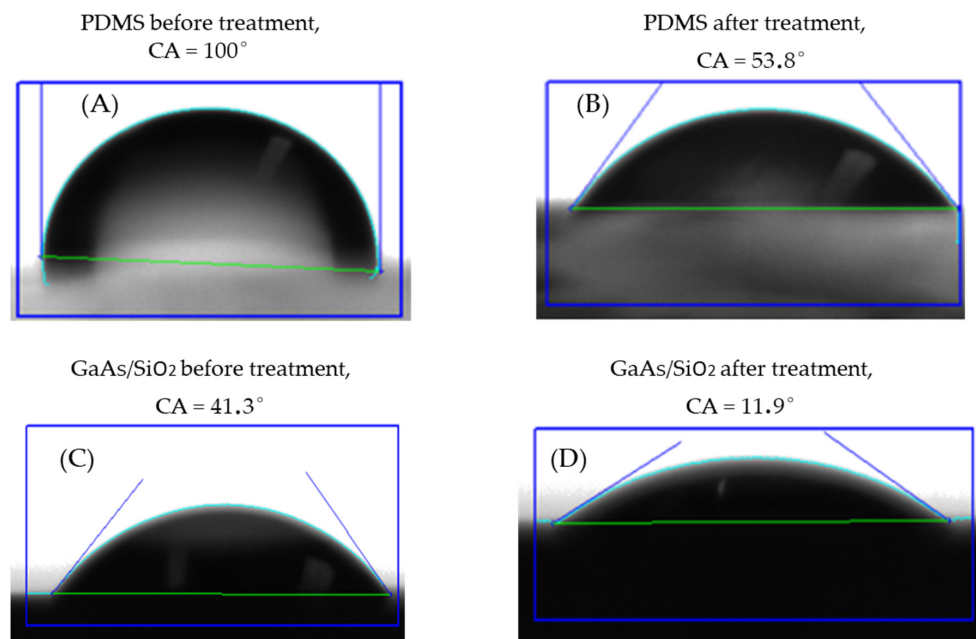 PDMS before treatment,
CA = 100°
PDMS after treatment,
CA = 53.8°
(A)
(B)
GaAs/SiO2 before treatment,
CA = 41.3°
GaAs/SiO2 after treatment,
CA = 11.9°
(C)
(D)